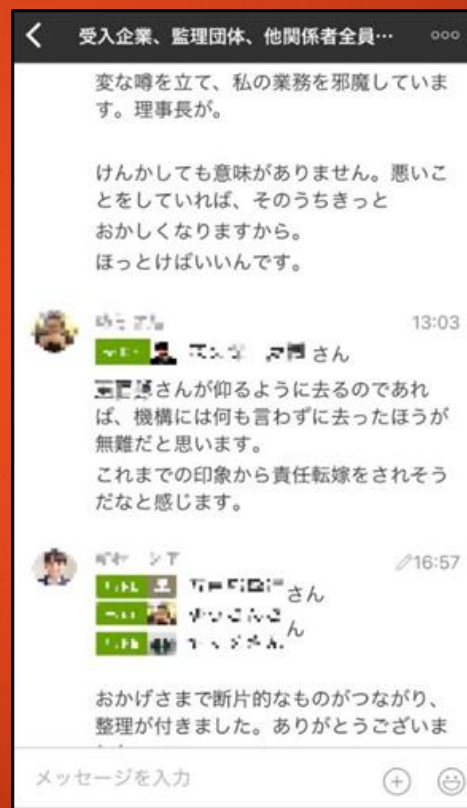 受入企業、監理団体、他関係者全員…
変な噂を立て、私の業務を邪魔していま
す。理事長が。
けんかしても意味がありません。悪いこ
とをしていれば、そのうちきっと
おかしくなりますから。
ほっとけばいいんです。
13:03
さん
さんが仰るように去るのであれ
ば、機構には何も言わずに去ったほうが
無難だと思います。
これまでの印象から責任転嫁をされそう
だなと感じます。
16:57
さん
ん
おかげさまで断片的なものがつながり、
整理が付きました。ありがとうございま
メッセージを入力